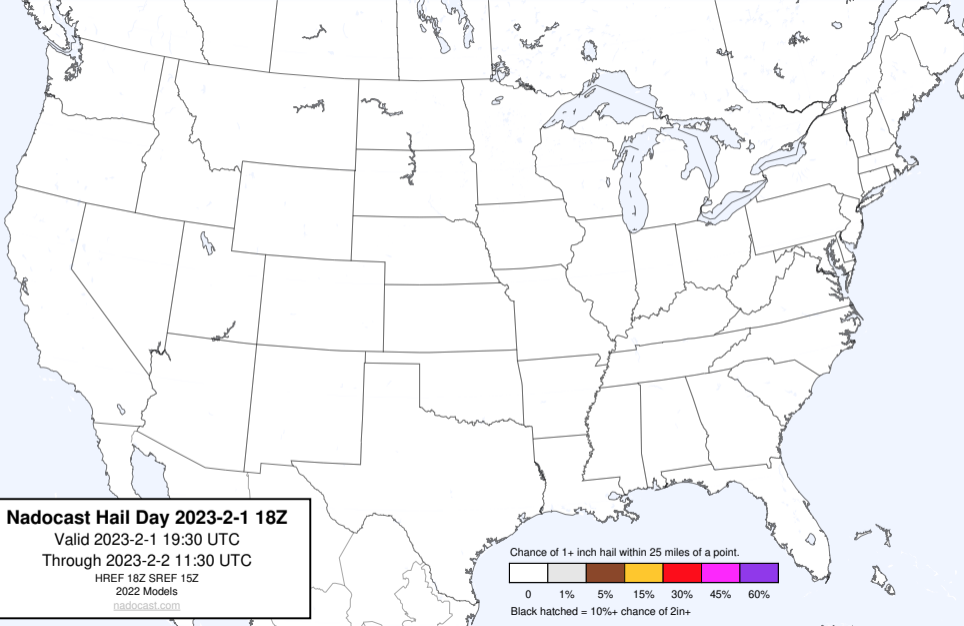 Nadocast Hail Day 2023-2-1 18Z
Valid 2023-2-1 19:30 UTC
Through 2023-2-2 11:30 UTC
HREF 18Z SREF 15Z
2022 Models
nadocast.com
Chance of 1+ inch hail within 25 miles of a point.
0 1% 5% 15% 30% 45% 60%
Black hatched = 10%+ chance of 2in+